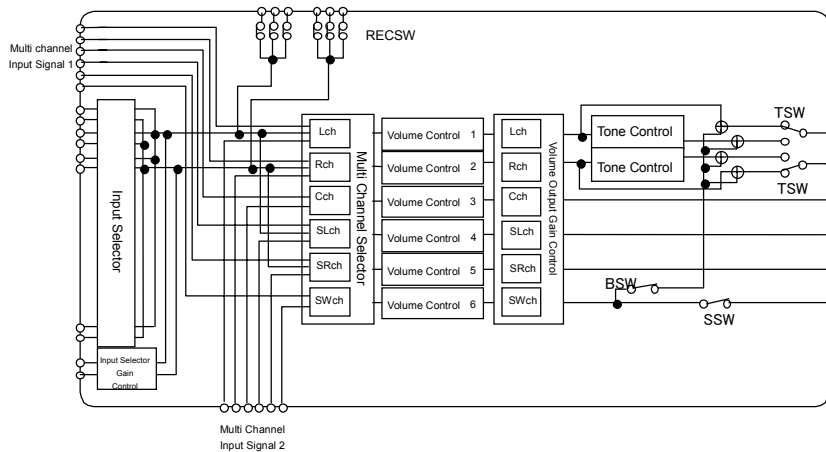 RECSW
Multi channel
Input Signal 1
Input Selector
Input Selector
Gain
Control
Multi Channel
Input Signal 2
Lch
Rch
Cch
SLch
SRch
SWch
Multi Channel Selector
Volume Control 1
Volume Control 2
Volume Control 3
Volume Control 4
Volume Control 5
Volume Control 6
Lch
Rch
Cch
SLch
SRch
SWch
Volume Output Gain Control
Tone Control
Tone Control
TSW
TSW
BSW
SSW